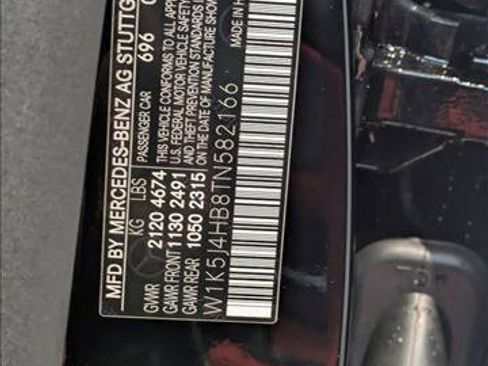 MFD BY MERCEDES-BENZ AG STUTTG
PASSENGER CAR 696
KG LBS
GVWR 2120 4674
GAWR FRONT 1130 2491
GAWR REAR 1050 2315
THIS VEHICLE CONFORMS TO ALL APP
U.S. FEDERAL MOTOR VEHICLE SAFETY
AND THEFT PREVENTION STANDARDS
DATE OF MANUFACTURE SHOW
MADE IN H
W1K5J4HB8TN582166